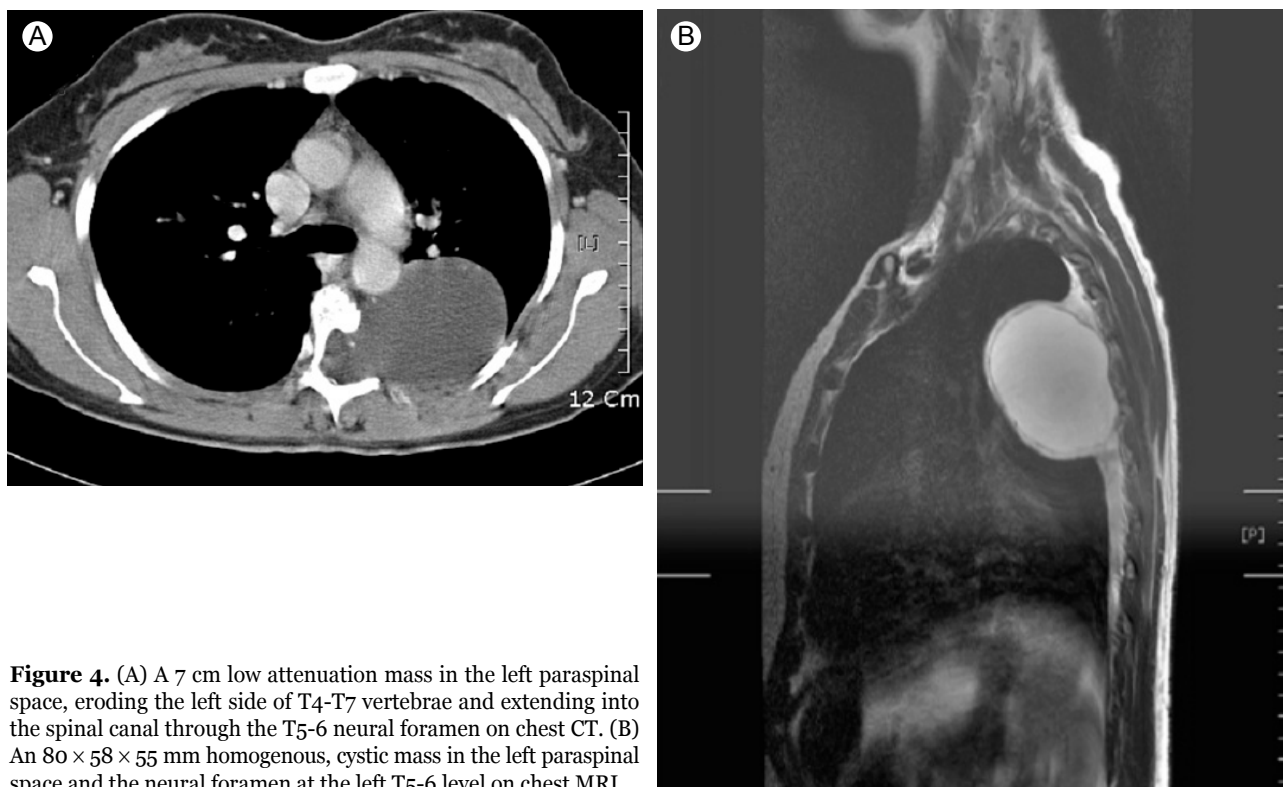 A
B
[L]
12 Cm
[P]
Figure 4. (A) A 7 cm low attenuation mass in the left paraspinal
space, eroding the left side of T4-T7 vertebrae and extending into
the spinal canal through the T5-6 neural foramen on chest CT. (B)
An 80 × 58 × 55 mm homogenous, cystic mass in the left paraspinal
space and the neural foramen at the left T5-6 level on chest MRI.